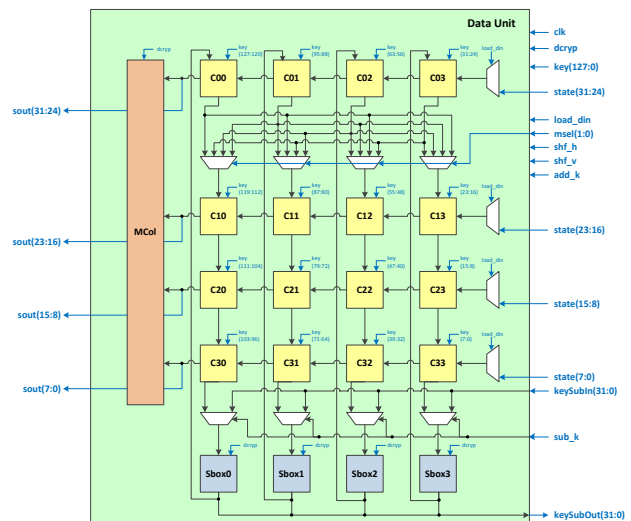 Data Unit
clk
dcryp
dcryp
key
(127:120)
key
(95:88)
key
(63:56)
key
(31:24)
load_din
key(127:0)
C00
C01
C02
C03
state(31:24)
sout(31:24)
load_din
msel(1:0)
shf_h
shf_v
add_k
key
(119:112)
key
(87:80)
key
(55:48)
key
(23:16)
load_din
C10
C11
C12
C13
MCol
state(23:16)
sout(23:16)
key
(111:104)
key
(79:72)
key
(47:40)
key
(15:8)
load_din
C20
C21
C22
C23
state(15:8)
sout(15:8)
key
(103:96)
key
(71:64)
key
(39:32)
key
(7:0)
load_din
C30
C31
C32
C33
state(7:0)
sout(7:0)
keySubIn(31:0)
sub_k
dcryp
dcryp
dcryp
dcryp
Sbox0
Sbox1
Sbox2
Sbox3
keySubOut(31:0)